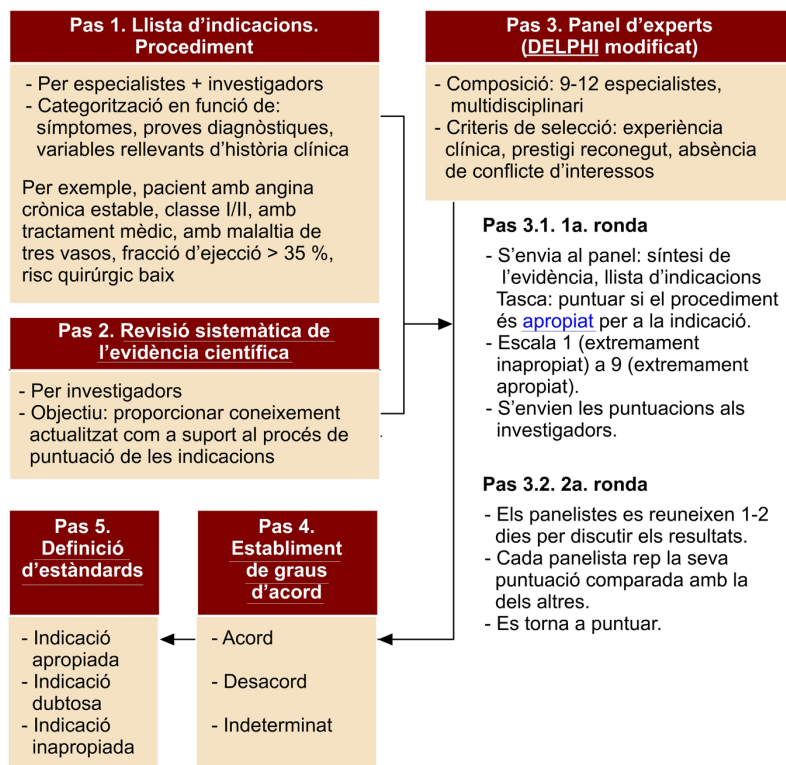 Pas 1. Llista d’indicacions.
Procediment
- Per especialistes + investigadors
- Categorització en funció de:
símptomes, proves diagnòstiques,
variables rellevants d’història clínica
Per exemple, pacient amb angina
crònica estable, classe I/II, amb
tractament mèdic, amb malaltia de
tres vasos, fracció d’ejecció > 35 %,
risc quirúrgic baix
Pas 2. Revisió sistemàtica de
l’evidència científica
- Per investigadors
- Objectiu: proporcionar coneixement
actualitzat com a suport al procés de
puntuació de les indicacions
Pas 3. Panel d’experts
(DELPHI modificat)
- Composició: 9-12 especialistes,
multidisciplinari
- Criteris de selecció: experiència
clínica, prestigi reconegut, absència
de conflicte d’interessos
Pas 3.1. 1a. ronda
- S’envia al panel: síntesi de
l’evidència, llista d’indicacions
Tasca: puntuar si el procediment
és apropiat per a la indicació.
- Escala 1 (extremament
inapropiat) a 9 (extremament
apropiat).
- S’envien les puntuacions als
investigadors.
Pas 3.2. 2a. ronda
- Els panelistes es reuneixen 1-2
dies per discutir els resultats.
- Cada panelista rep la seva
puntuació comparada amb la
dels altres.
- Es torna a puntuar.
Pas 4.
Establiment
de graus
d’acord
- Acord
- Desacord
- Indeterminat
Pas 5.
Definició
d’estàndards
- Indicació
apropiada
- Indicació
dubtosa
- Indicació
inapropiada